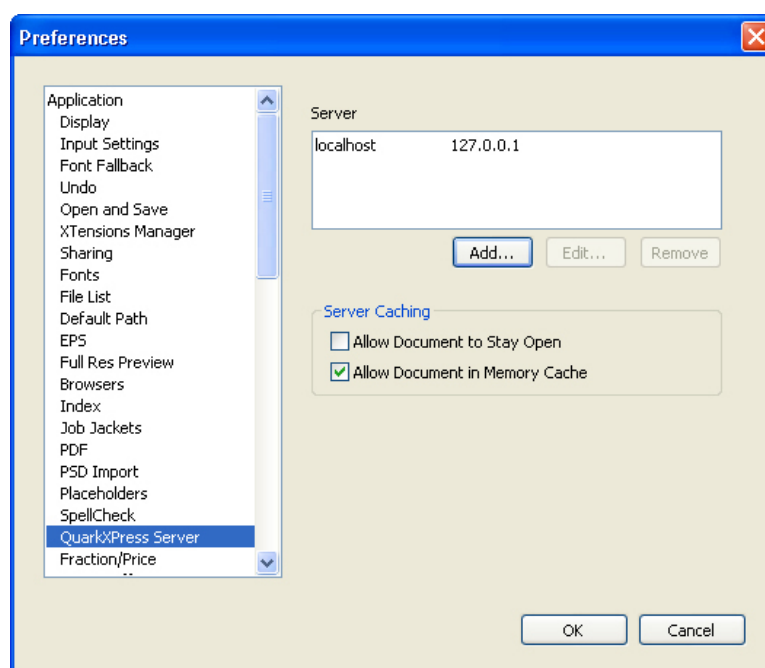 Preferences
Application
Display
Input Settings
Font Fallback
Undo
Open and Save
XTensions Manager
Sharing
Fonts
File List
Default Path
EPS
Full Res Preview
Browsers
Index
Job Jackets
PDF
PSD Import
Placeholders
SpellCheck
QuarkXPress Server
Fraction/Price
Server
localhost 127.0.0.1
Add... Edit... Remove
Server Caching
Allow Document to Stay Open
Allow Document in Memory Cache
OK Cancel